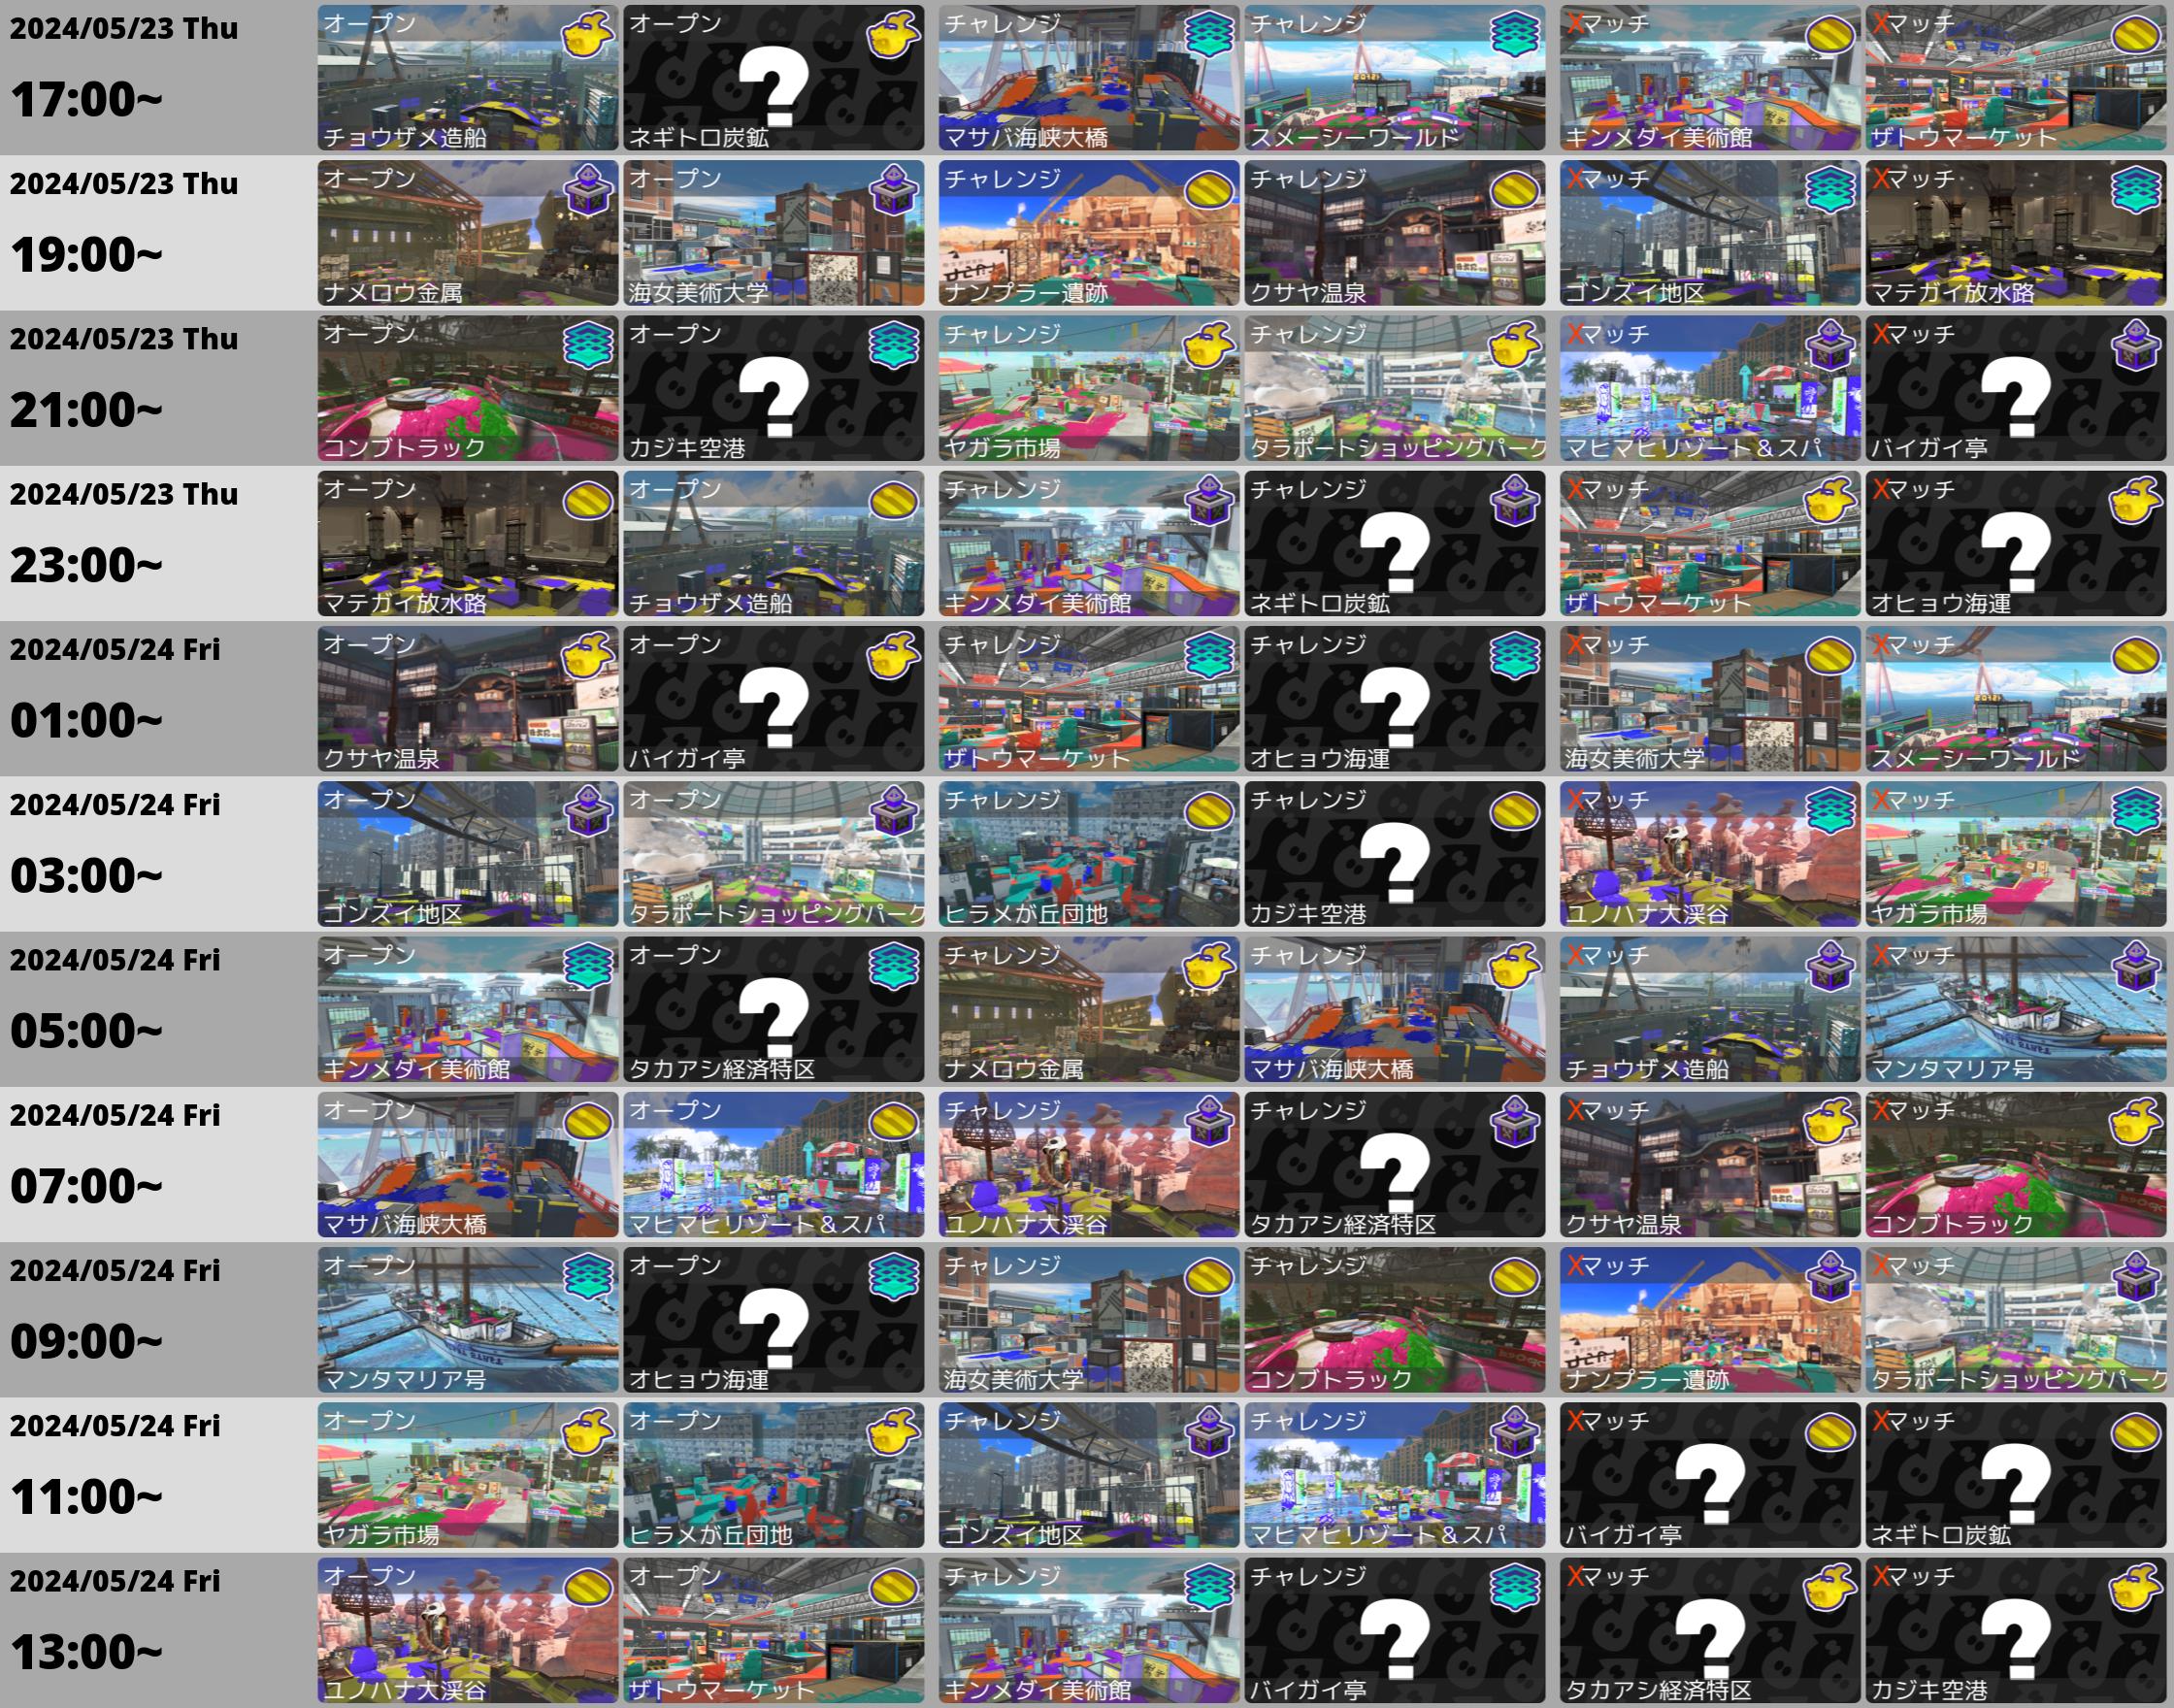 2024/05/23 Thu
17:00~
オープン
チョウザメ造船
オープン
ネギトロ炭鉱
チャレンジ
マサバ海峡大橋
チャレンジ
スメーシーワールド
Xマッチ
キンメダイ美術館
Xマッチ
ザトウマーケット
2024/05/23 Thu
19:00~
オープン
ナメロウ金属
オープン
海女美術大学
チャレンジ
ナンプラー遺跡
チャレンジ
クサヤ温泉
Xマッチ
ゴンズイ地区
Xマッチ
マテガイ放水路
2024/05/23 Thu
21:00~
オープン
コンブトラック
オープン
カジキ空港
チャレンジ
ヤガラ市場
チャレンジ
タラポートショッピングパーク
Xマッチ
マヒマヒリゾート&スパ
Xマッチ
バイガイ亭
2024/05/23 Thu
23:00~
オープン
マテガイ放水路
オープン
チョウザメ造船
チャレンジ
キンメダイ美術館
チャレンジ
ネギトロ炭鉱
Xマッチ
ザトウマーケット
Xマッチ
オヒョウ海運
2024/05/24 Fri
01:00~
オープン
クサヤ温泉
オープン
バイガイ亭
チャレンジ
ザトウマーケット
チャレンジ
オヒョウ海運
Xマッチ
海女美術大学
Xマッチ
スメーシーワールド
2024/05/24 Fri
03:00~
オープン
ゴンズイ地区
オープン
タラポートショッピングパーク
チャレンジ
ヒラメが丘団地
チャレンジ
カジキ空港
Xマッチ
ユノハナ大渓谷
Xマッチ
ヤガラ市場
2024/05/24 Fri
05:00~
オープン
キンメダイ美術館
オープン
タカアシ経済特区
チャレンジ
ナメロウ金属
チャレンジ
マサバ海峡大橋
Xマッチ
チョウザメ造船
Xマッチ
マンタマリア号
2024/05/24 Fri
07:00~
オープン
マサバ海峡大橋
オープン
マヒマヒリゾート&スパ
チャレンジ
ユノハナ大渓谷
チャレンジ
タカアシ経済特区
Xマッチ
クサヤ温泉
Xマッチ
コンブトラック
2024/05/24 Fri
09:00~
オープン
マンタマリア号
オープン
オヒョウ海運
チャレンジ
海女美術大学
チャレンジ
コンブトラック
Xマッチ
ナンプラー遺跡
Xマッチ
タラポートショッピングパーク
2024/05/24 Fri
11:00~
オープン
ヤガラ市場
オープン
ヒラメが丘団地
チャレンジ
ゴンズイ地区
チャレンジ
マヒマヒリゾート&スパ
Xマッチ
バイガイ亭
Xマッチ
ネギトロ炭鉱
2024/05/24 Fri
13:00~
オープン
ユノハナ大渓谷
オープン
ザトウマーケット
チャレンジ
キンメダイ美術館
チャレンジ
バイガイ亭
Xマッチ
タカアシ経済特区
Xマッチ
カジキ空港